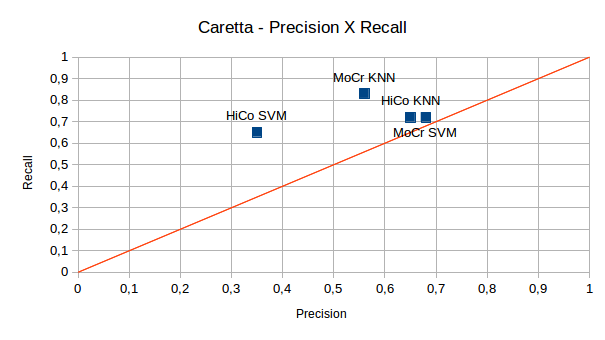 Caretta - Precision X Recall
1
0,9
0,8
0,7
0,6
0,5
0,4
0,3
0,2
0,1
0
Recall
MoCr KNN
HiCo KNN
HiCo SVM
MoCr SVM
0 0,1 0,2 0,3 0,4 0,5 0,6 0,7 0,8 0,9 1
Precision